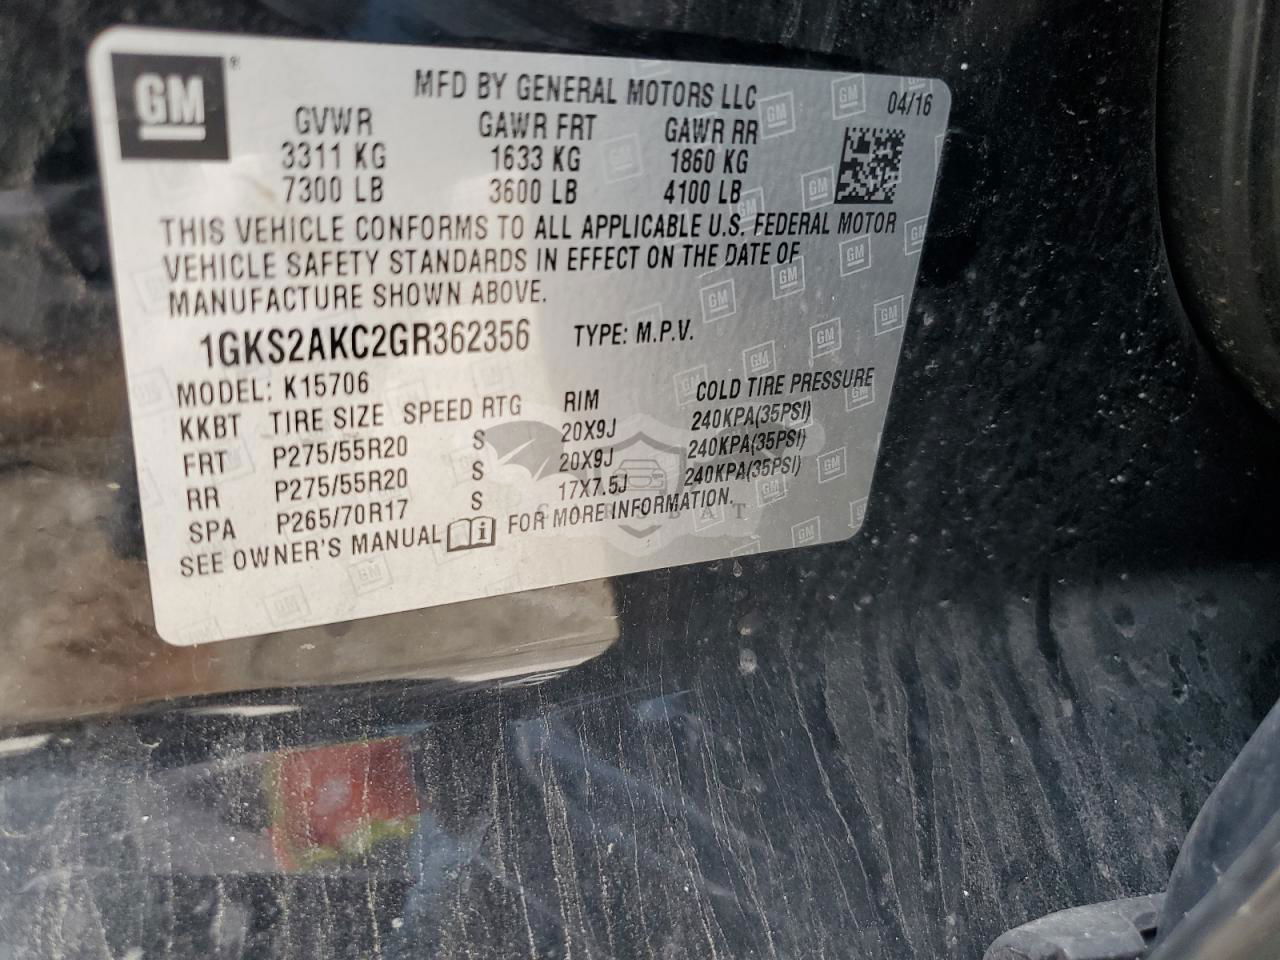 GM
MFD BY GENERAL MOTORS LLC
04/16
GVWR GAWR FRT GAWR RR
3311 KG 1633 KG 1860 KG
7300 LB 3600 LB 4100 LB
THIS VEHICLE CONFORMS TO ALL APPLICABLE U.S. FEDERAL MOTOR
VEHICLE SAFETY STANDARDS IN EFFECT ON THE DATE OF
MANUFACTURE SHOWN ABOVE.
1GKS2AKC2GR362356 TYPE: M.P.V.
MODEL: K15706
KKBT TIRE SIZE SPEED RTG RIM COLD TIRE PRESSURE
FRT P275/55R20 S 20X9J 240KPA(35PSI)
RR P275/55R20 S 20X9J 240KPA(35PSI)
SPA P265/70R17 S 17X7.5J 240KPA(35PSI)
SEE OWNER'S MANUAL FOR MORE INFORMATION.